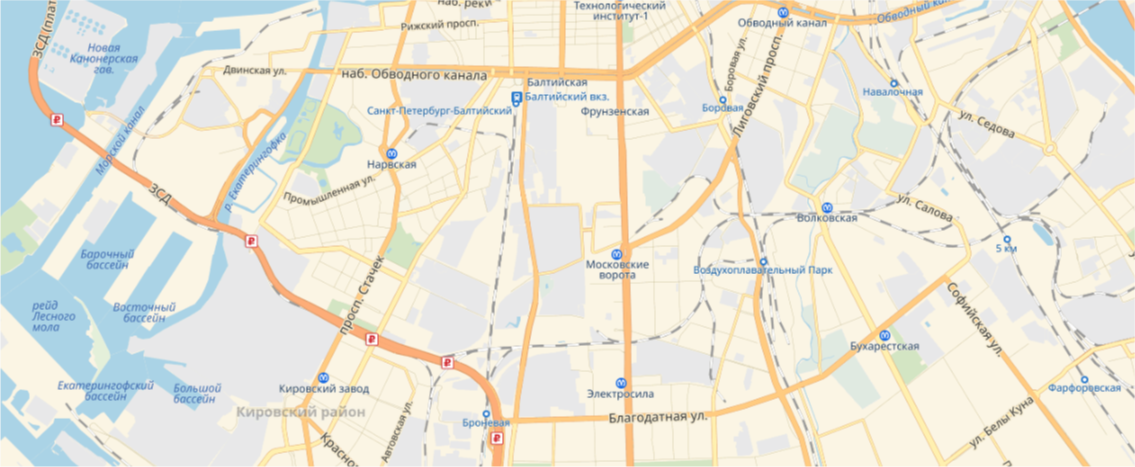 наб. реки
Технологический
институт-1
Рижский просп.
Обводный канал
Обводный кан
ЗСД(плат
Новая
Канонерская
гав.
Двинская ул.
наб. Обводного канала
Балтийская
Балтийский вкз.
Санкт-Петербург-Балтийский
Фрунзенская
Боровая ул.
Боровая
Лиговский просп.
Навалочная
ул. Седова
Морской канал
р. Екатерингофка
Нарвская
Промышленная ул.
ЗСД
Волковская
ул. Салова
5 км
Барочный
бассейн
Московские
ворота
Воздухоплавательный Парк
просп. Стачек
рейд
Лесного
мола
Восточный
бассейн
Софийская ул.
Бухарестская
Екатерингофский
бассейн
Большой
бассейн
Кировский завод
Электросила
Фарфоровская
Кировский район
Броневая
Благодатная ул.
Автовская ул.
Красно
ул. Белы Куна